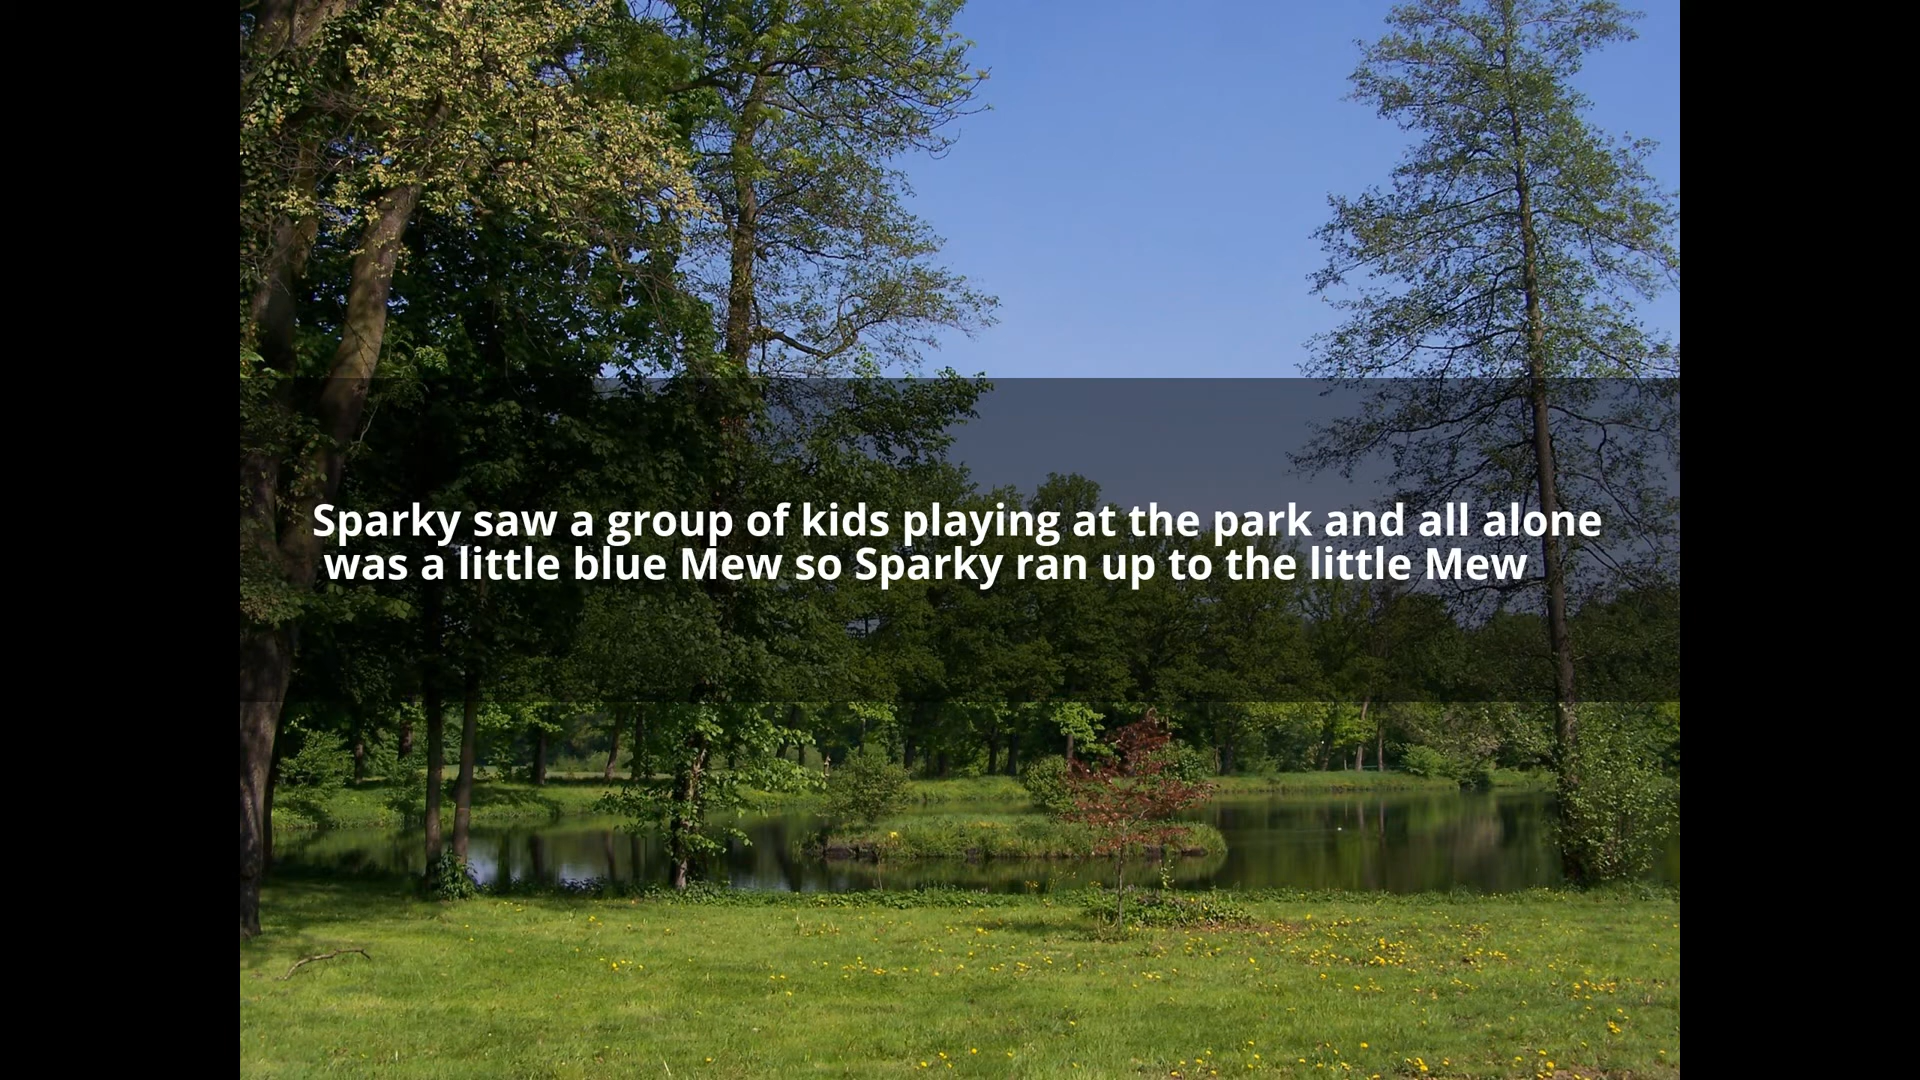 Sparky saw a group of kids playing at the park and all alone
was a little blue Mew so Sparky ran up to the little Mew